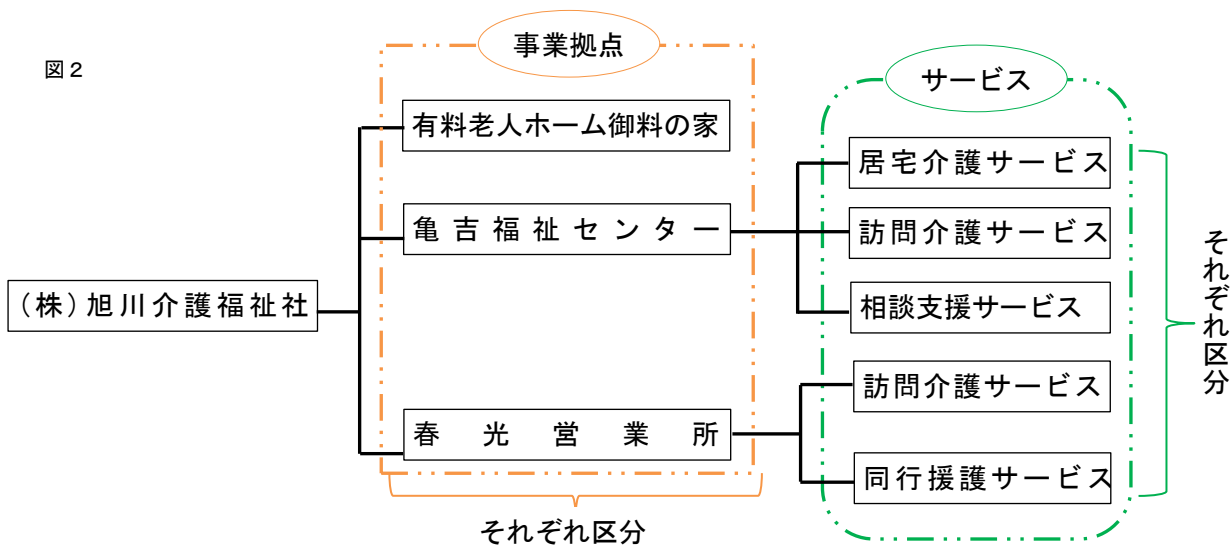 図２
事業拠点
サービス
有料老人ホーム御料の家
居宅介護サービス
亀吉福祉センター
訪問介護サービス
（株）旭川介護福祉社
相談支援サービス
訪問介護サービス
春光営業所
同行援護サービス
それぞれ区分
それぞれ区分